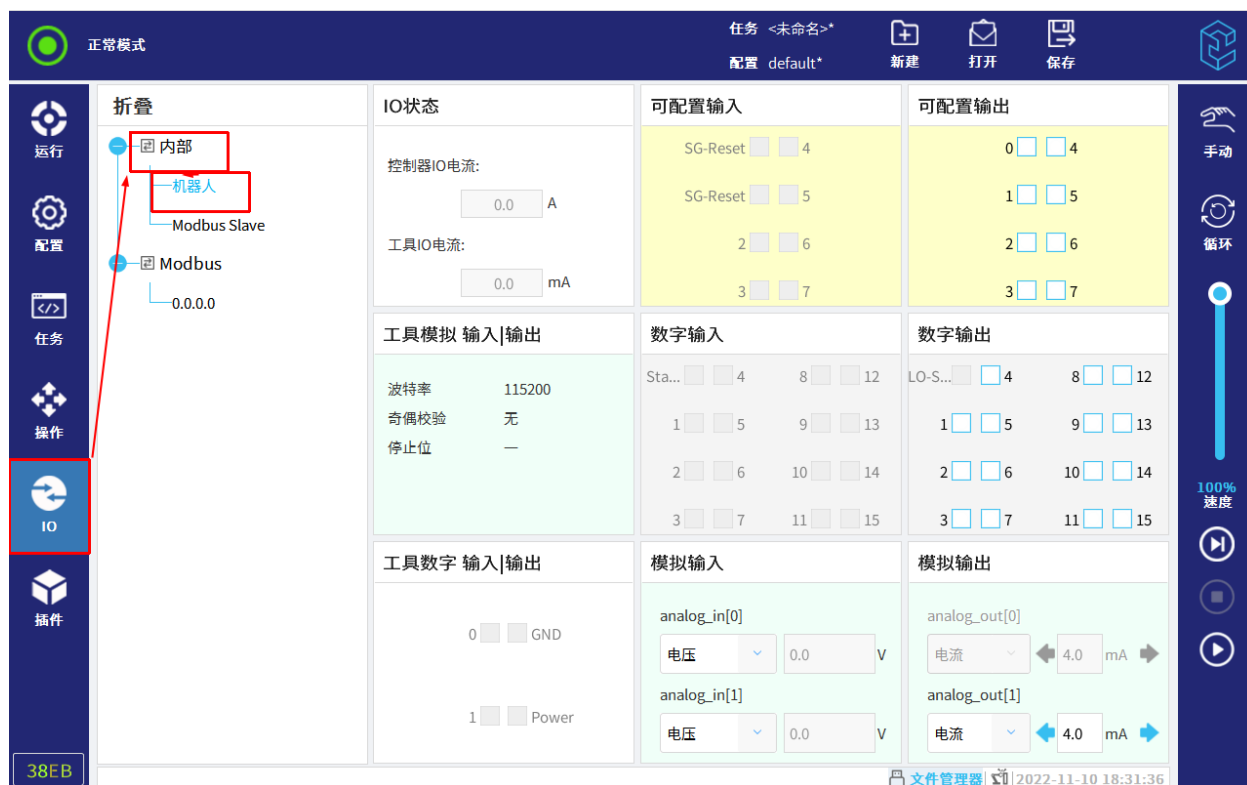 正常模式
任务 <未命名>*
配置 default*
新建 打开 保存
运行
配置
任务
操作
IO
插件
38EB
折叠
内部
机器人
Modbus Slave
Modbus
0.0.0.0
IO状态
控制器IO电流:
0.0 A
工具IO电流:
0.0 mA
可配置输入
SG-Reset 4
SG-Reset 5
2 6
3 7
可配置输出
0 4
1 5
2 6
3 7
工具模拟 输入|输出
波特率 115200
奇偶校验 无
停止位 —
数字输入
Sta... 4 8 12
1 5 9 13
2 6 10 14
3 7 11 15
数字输出
LO-S... 4 8 12
1 5 9 13
2 6 10 14
3 7 11 15
工具数字 输入|输出
0 GND
1 Power
模拟输入
analog_in[0]
电压 0.0 V
analog_in[1]
电压 0.0 V
模拟输出
analog_out[0]
电流 4.0 mA
analog_out[1]
电流 4.0 mA
手动
循环
100%
速度
文件管理器 2022-11-10 18:31:36